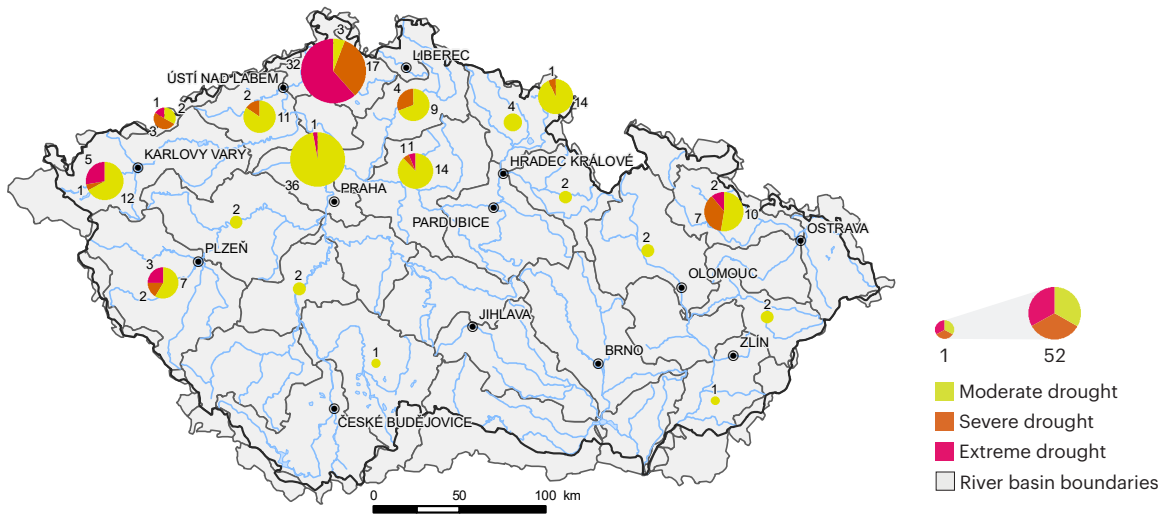 3
32
17
LIBEREC
ÚSTÍ NAD LABEM
1
14
4
9
2
11
4
1
2
3
1
36
11
14
KARLOVY VARY
5
1
12
HRADEC KRÁLOVÉ
PRAHA
2
PARDUBICE
2
7
10
OSTRAVA
2
PLZEŇ
2
OLOMOUC
3
7
2
2
2
JIHLAVA
ZLÍN
BRNO
1
1
ČESKÉ BUDĚJOVICE
0 50 100 km
1 52
Moderate drought
Severe drought
Extreme drought
River basin boundaries